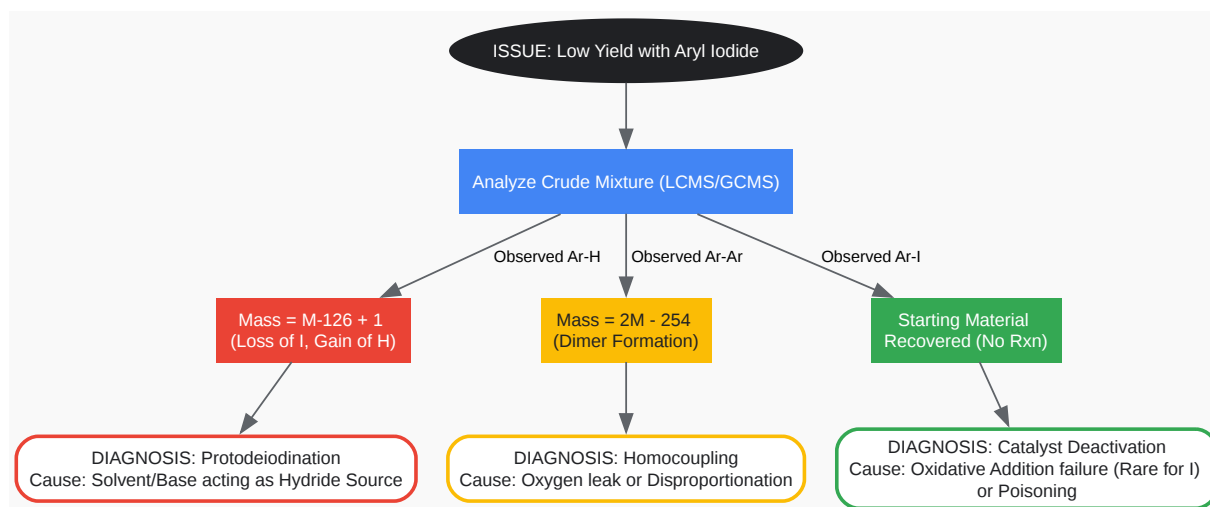 ISSUE: Low Yield with Aryl Iodide
Analyze Crude Mixture (LCMS/GCMS)
Observed Ar-H
Observed Ar-Ar
Observed Ar-I
Mass = M-126 + 1
(Loss of I, Gain of H)
Mass = 2M - 254
(Dimer Formation)
Starting Material
Recovered (No Rxn)
DIAGNOSIS: Protodeiodination
Cause: Solvent/Base acting as Hydride Source
DIAGNOSIS: Homocoupling
Cause: Oxygen leak or Disproportionation
DIAGNOSIS: Catalyst Deactivation
Cause: Oxidative Addition failure (Rare for I)
or Poisoning